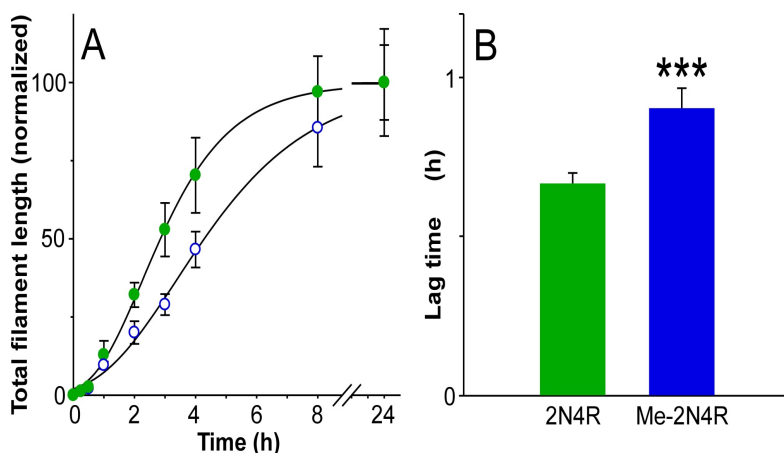 A
Total filament length (normalized)
100
50
0
0 2 4 6 8 24
Time (h)
B
***
Lag time (h)
1
0
2N4R Me-2N4R